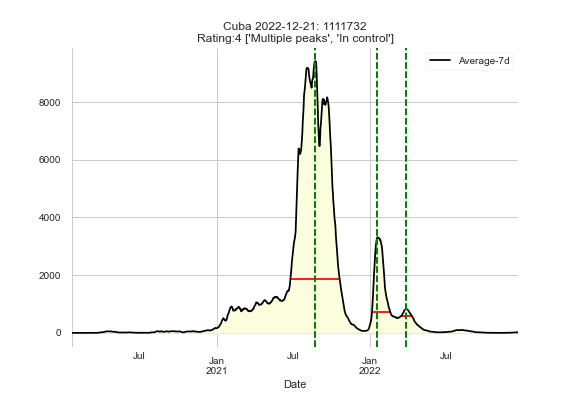 Cuba 2022-12-21: 1111732
Rating:4 ['Multiple peaks', 'In control']
Average-7d
8000
6000
4000
2000
0
Jul
Jan
2021
Jul
Jan
2022
Jul
Date